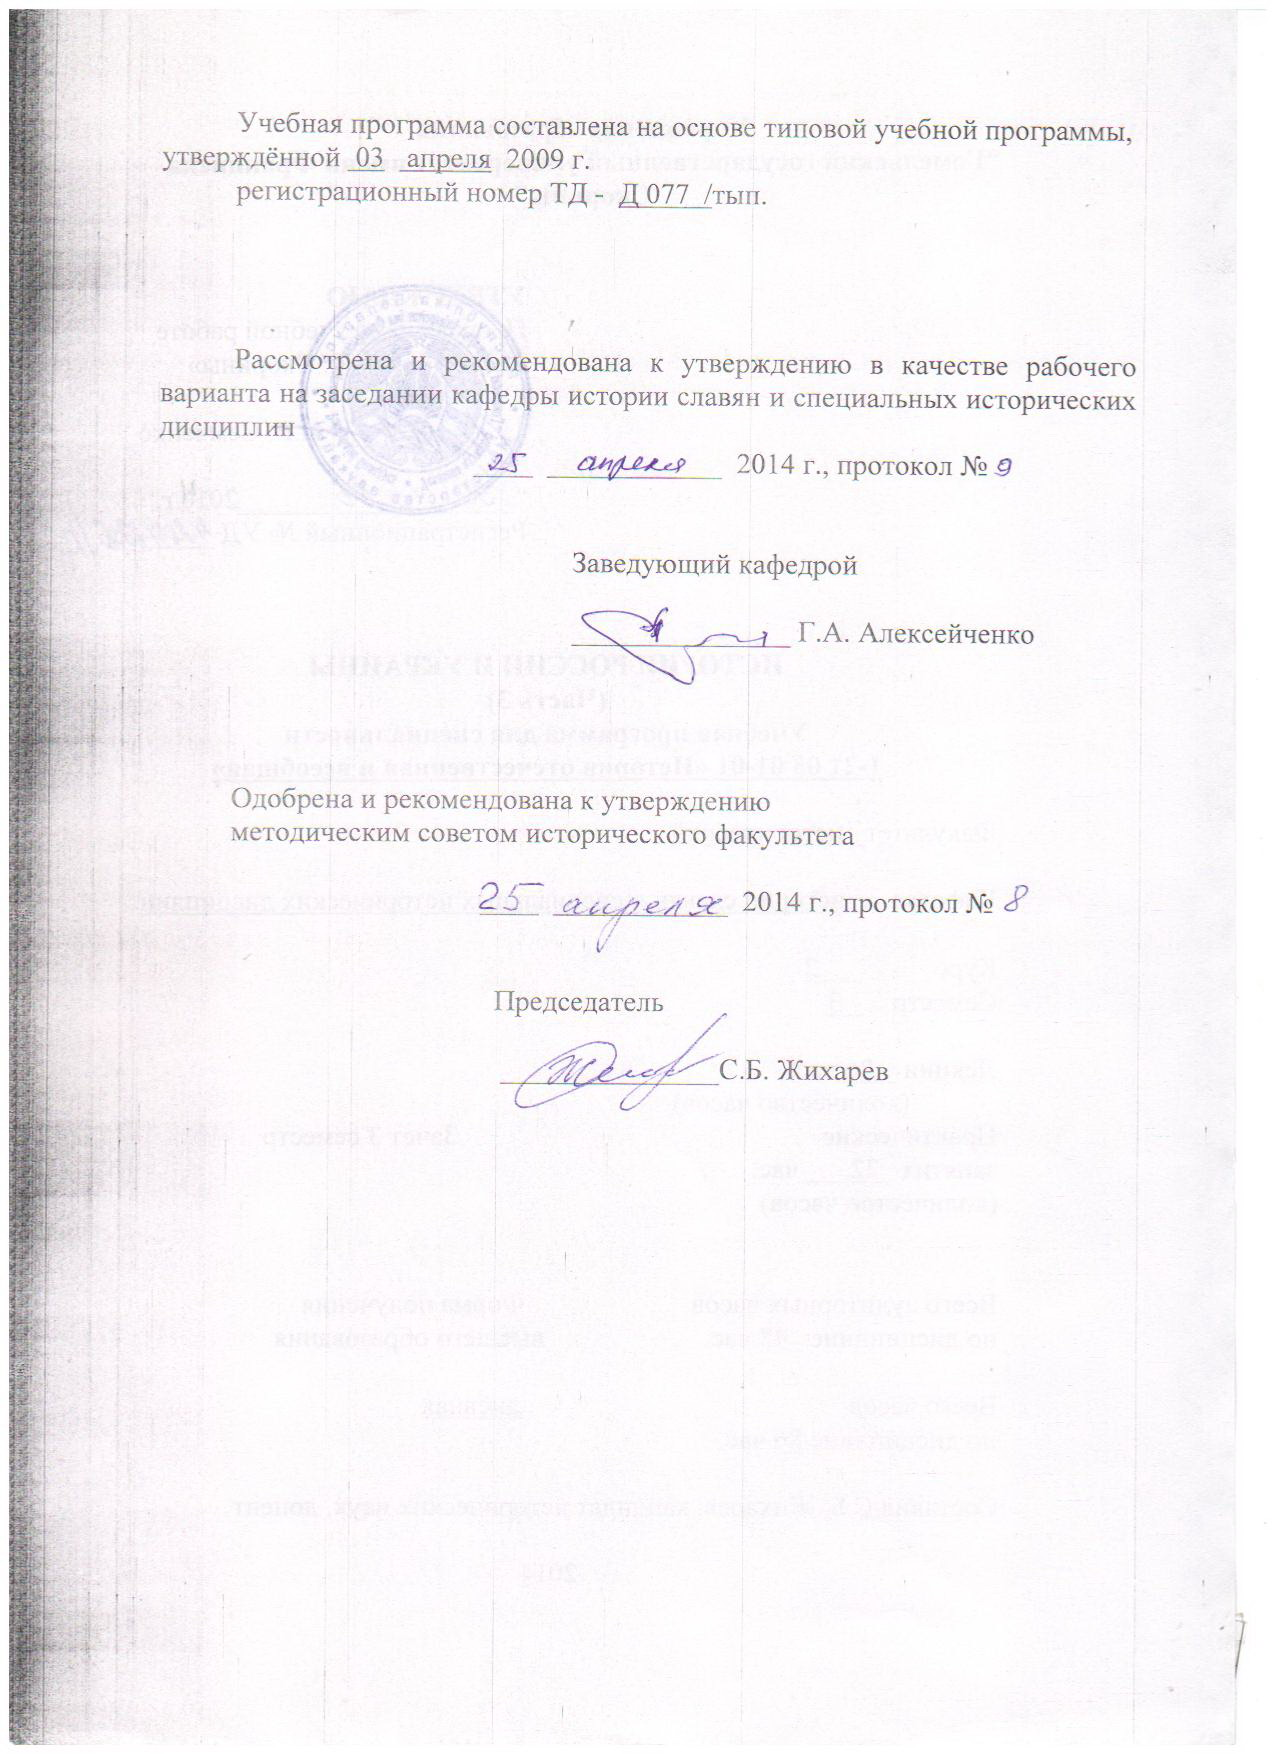 Учебная программа составлена на основе типовой учебной программы,
утверждённой 03 апреля 2009 г.
регистрационный номер ТД - Д 077 /тып.
Рассмотрена и рекомендована к утверждению в качестве рабочего
варианта на заседании кафедры истории славян и специальных исторических
дисциплин
25 апреля 2014 г., протокол № 9
Заведующий кафедрой
Г.А. Алексейченко
Одобрена и рекомендована к утверждению
методическим советом исторического факультета
25 апреля 2014 г., протокол № 8
Председатель
С.Б. Жихарев